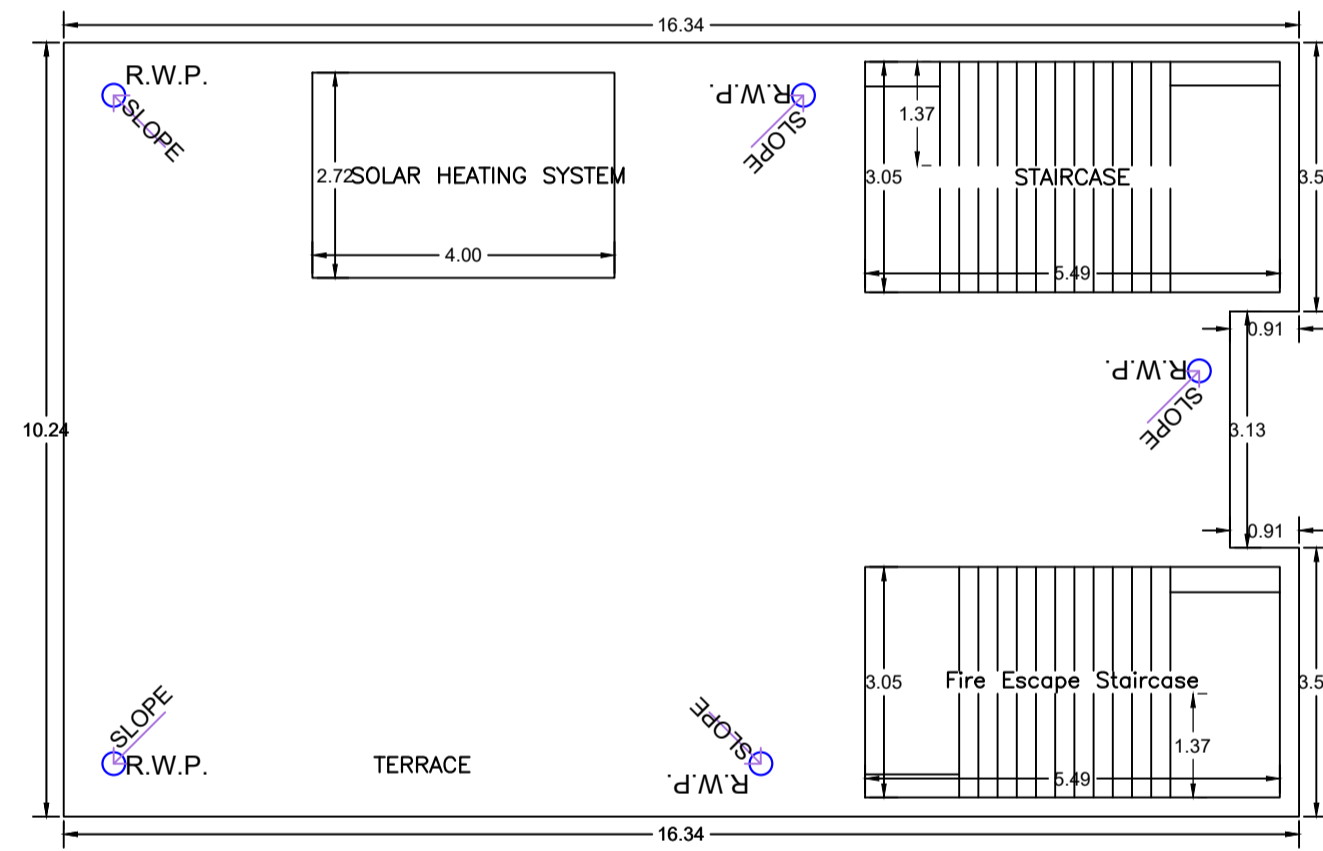 16.34
R.W.P.
SLOPE
R.W.P.
SLOPE
1.37
2.72
SOLAR HEATING SYSTEM
3.05
STAIRCASE
3.5
4.00
5.49
0.91
R.W.P.
SLOPE
10.24
3.13
0.91
3.05
Fire Escape Staircase
3.5
SLOPE
SLOPE
1.37
R.W.P.
TERRACE
R.W.P.
5.49
16.34